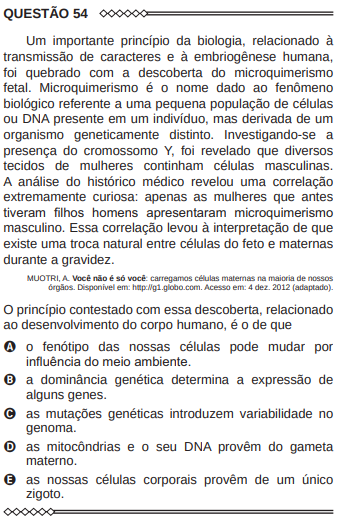 QUESTÃO 54
Um importante princípio da biologia, relacionado à
transmissão de caracteres e à embriogênese humana,
foi quebrado com a descoberta do microquimerismo
fetal. Microquimerismo é o nome dado ao fenômeno
biológico referente a uma pequena população de células
ou DNA presente em um indivíduo, mas derivada de um
organismo geneticamente distinto. Investigando-se a
presença do cromossomo Y, foi revelado que diversos
tecidos de mulheres continham células masculinas.
A análise do histórico médico revelou uma correlação
extremamente curiosa: apenas as mulheres que antes
tiveram filhos homens apresentaram microquimerismo
masculino. Essa correlação levou à interpretação de que
existe uma troca natural entre células do feto e maternas
durante a gravidez.
MUOTRI, A. Você não é só você: carregamos células maternas na maioria de nossos
órgãos. Disponível em: http://g1.globo.com. Acesso em: 4 dez. 2012 (adaptado).
O princípio contestado com essa descoberta, relacionado
ao desenvolvimento do corpo humano, é o de que
A o fenótipo das nossas células pode mudar por
influência do meio ambiente.
B a dominância genética determina a expressão de
alguns genes.
C as mutações genéticas introduzem variabilidade no
genoma.
D as mitocôndrias e o seu DNA provêm do gameta
materno.
E as nossas células corporais provêm de um único
zigoto.